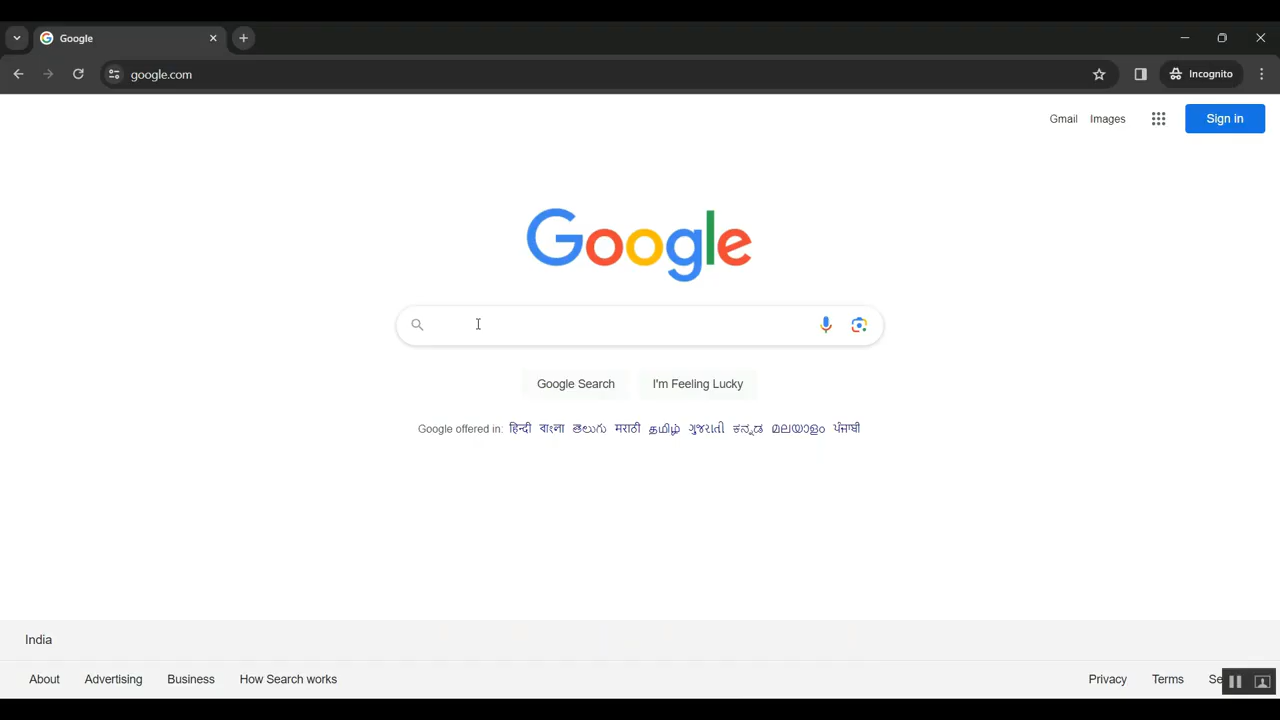 Google
google.com
Incognito
Gmail Images
Sign in
Google
Google Search I'm Feeling Lucky
Google offered in: हिन्दी বাংলা తెలుగు मराठी தமிழ் ગુજરાતી ಕನ್ನಡ മലയാളം ਪੰਜਾਬੀ
India
About Advertising Business How Search works Privacy Terms